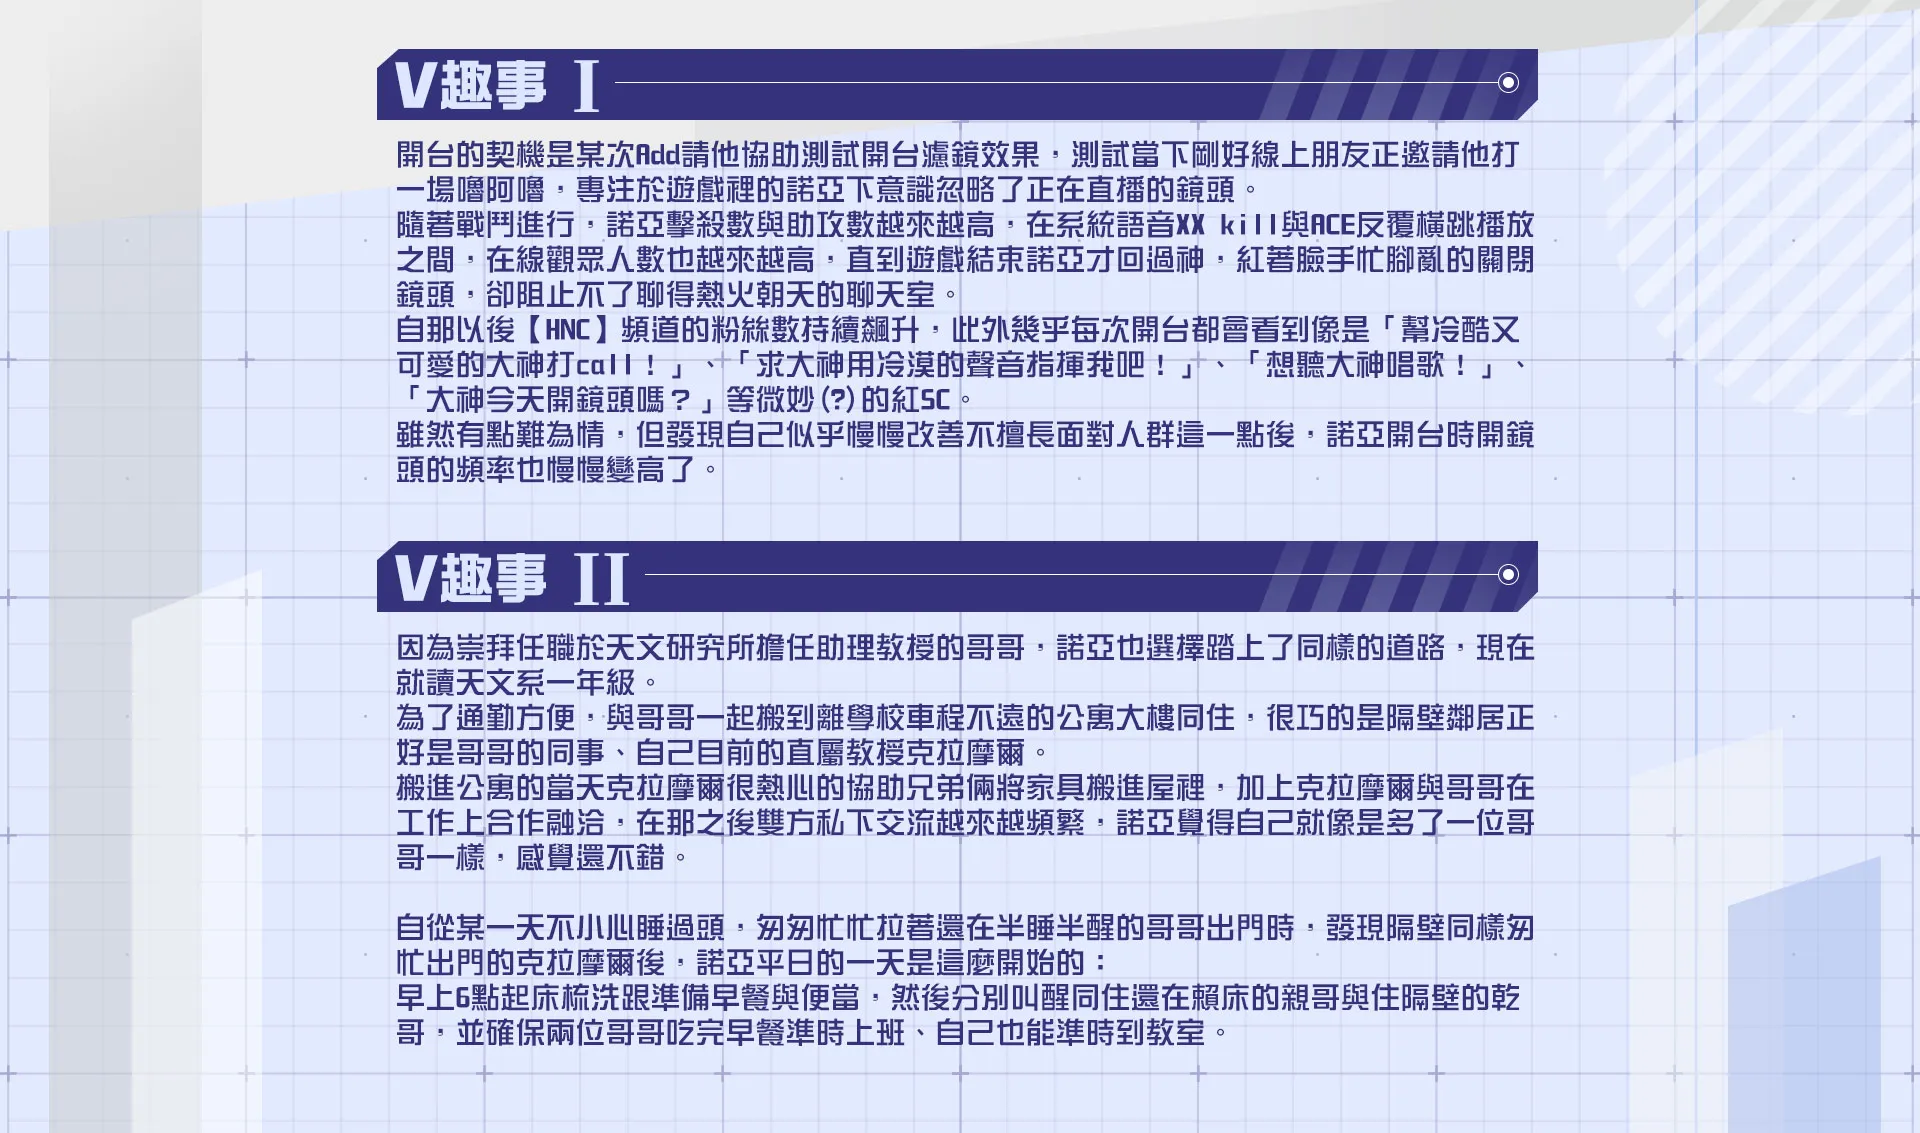 V趣事 I
開台的契機是某次Add請他協助測試開台濾鏡效果，測試當下剛好線上朋友正邀請他打
一場嚕阿嚕，專注於遊戲裡的諾亞下意識忽略了正在直播的鏡頭。
隨著戰鬥進行，諾亞擊殺數與助攻數越來越高，在系統語音XX kill與ACE反覆橫跳播放
之間，在線觀眾人數也越來越高，直到遊戲結束諾亞才回過神，紅著臉手忙腳亂的關閉
鏡頭，卻阻止不了聊得熱火朝天的聊天室。
自那以後【HNC】頻道的粉絲數持續飆升，此外幾乎每次開台都會看到像是「幫冷酷又
可愛的大神打call！」、「求大神用冷漠的聲音指揮我吧！」、「想聽大神唱歌！」、
「大神今天開鏡頭嗎？」等微妙(?)的紅SC。
雖然有點難為情，但發現自己似乎慢慢改善不擅長面對人群這一點後，諾亞開台時開鏡
頭的頻率也慢慢變高了。
V趣事 II
因為崇拜任職於天文研究所擔任助理教授的哥哥，諾亞也選擇踏上了同樣的道路，現在
就讀天文系一年級。
為了通勤方便，與哥哥一起搬到離學校車程不遠的公寓大樓同住，很巧的是隔壁鄰居正
好是哥哥的同事、自己目前的直屬教授克拉摩爾。
搬進公寓的當天克拉摩爾很熱心的協助兄弟倆將家具搬進屋裡，加上克拉摩爾與哥哥在
工作上合作融洽，在那之後雙方私下交流越來越頻繁，諾亞覺得自己就像是多了一位哥
哥一樣，感覺還不錯。
自從某一天不小心睡過頭，匆匆忙忙拉著還在半睡半醒的哥哥出門時，發現隔壁同樣匆
忙出門的克拉摩爾後，諾亞平日的一天是這麼開始的：
早上6點起床梳洗跟準備早餐與便當，然後分別叫醒同住還在賴床的親哥與住隔壁的乾
哥，並確保兩位哥哥吃完早餐準時上班、自己也能準時到教室。